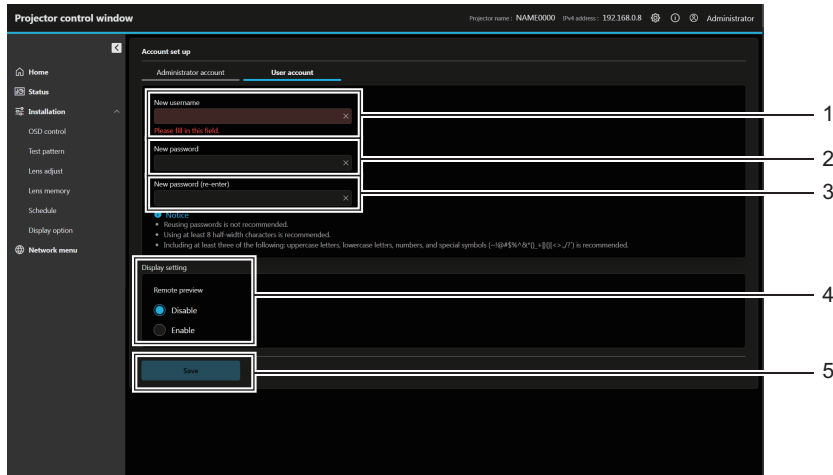 Projector control window
Projector name : NAME0000 IPv4 address : 192.168.0.8 Administrator
Account set up
Home
Administrator account User account
Status
Installation
New username
1
OSD control
Please fill in this field.
Test pattern
New password
2
Lens adjust
New password (re-enter)
3
Lens memory
Schedule
Notice
Reusing passwords is not recommended.
Display option
Using at least 8 half-width characters is recommended.
Network menu
Including at least three of the following: uppercase letters, lowercase letters, numbers, and special symbols is recommended.
Display setting
Remote preview
4
Disable
Enable
Save
5